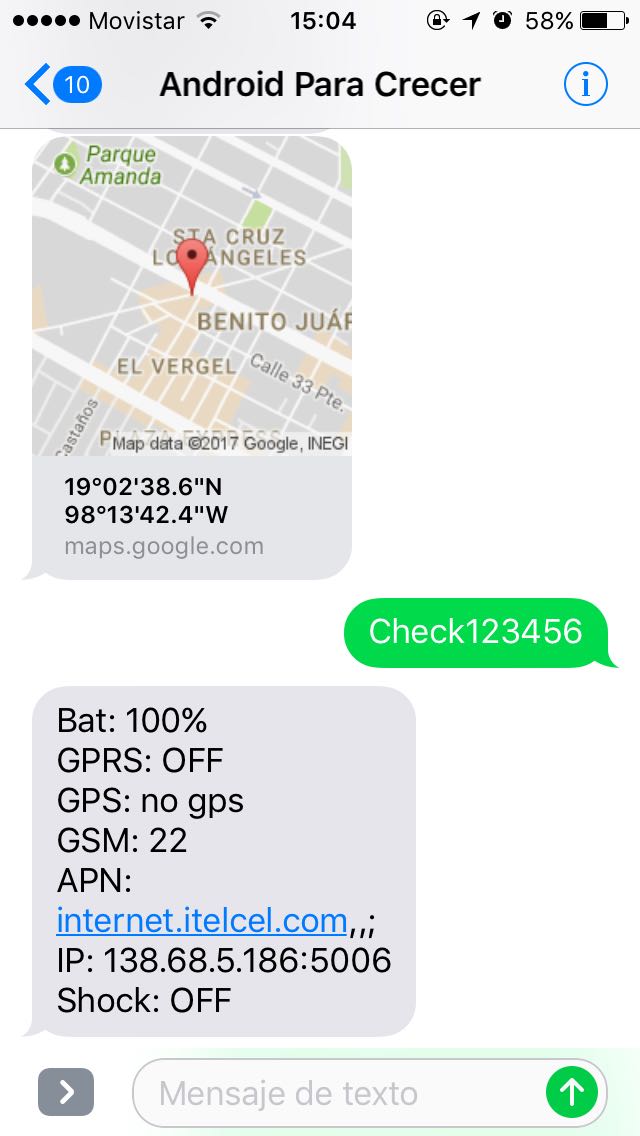 Movistar 15:04 58%
10 Android Para Crecer
Parque
Amanda
STA CRUZ
LOS ÁNGELES
BENITO JUÁR
EL VERGEL
Calle 33 Pte.
Castaños
PLAZA EXPRESS
Map data ©2017 Google, INEGI
19°02'38.6"N
98°13'42.4"W
maps.google.com
Check123456
Bat: 100%
GPRS: OFF
GPS: no gps
GSM: 22
APN:
internet.itelcel.com,,;
IP: 138.68.5.186:5006
Shock: OFF
Mensaje de texto